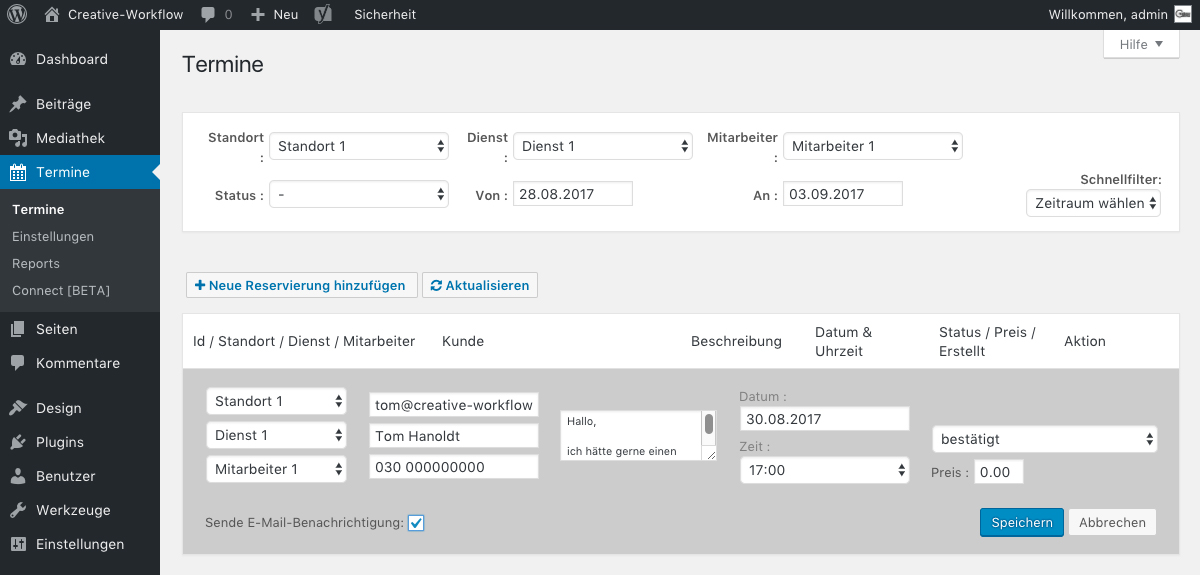 Creative-Workflow 0 Neu Sicherheit Willkommen, admin
Hilfe
Dashboard
Beiträge
Mediathek
Termine
Termine
Einstellungen
Reports
Connect [BETA]
Seiten
Kommentare
Design
Plugins
Benutzer
Werkzeuge
Einstellungen
Termine
Standort : Standort 1 Dienst : Dienst 1 Mitarbeiter : Mitarbeiter 1
Status : - Von : 28.08.2017 An : 03.09.2017
Schnellfilter:
Zeitraum wählen
Neue Reservierung hinzufügen Aktualisieren
Id / Standort / Dienst / Mitarbeiter Kunde Beschreibung Datum & Uhrzeit Status / Preis / Erstellt Aktion
Standort 1
Dienst 1
Mitarbeiter 1
tom@creative-workflow
Tom Hanoldt
030 000000000
Hallo,
ich hätte gerne einen
Datum :
30.08.2017
Zeit :
17:00
bestätigt
Preis : 0.00
Sende E-Mail-Benachrichtigung:
Speichern Abbrechen